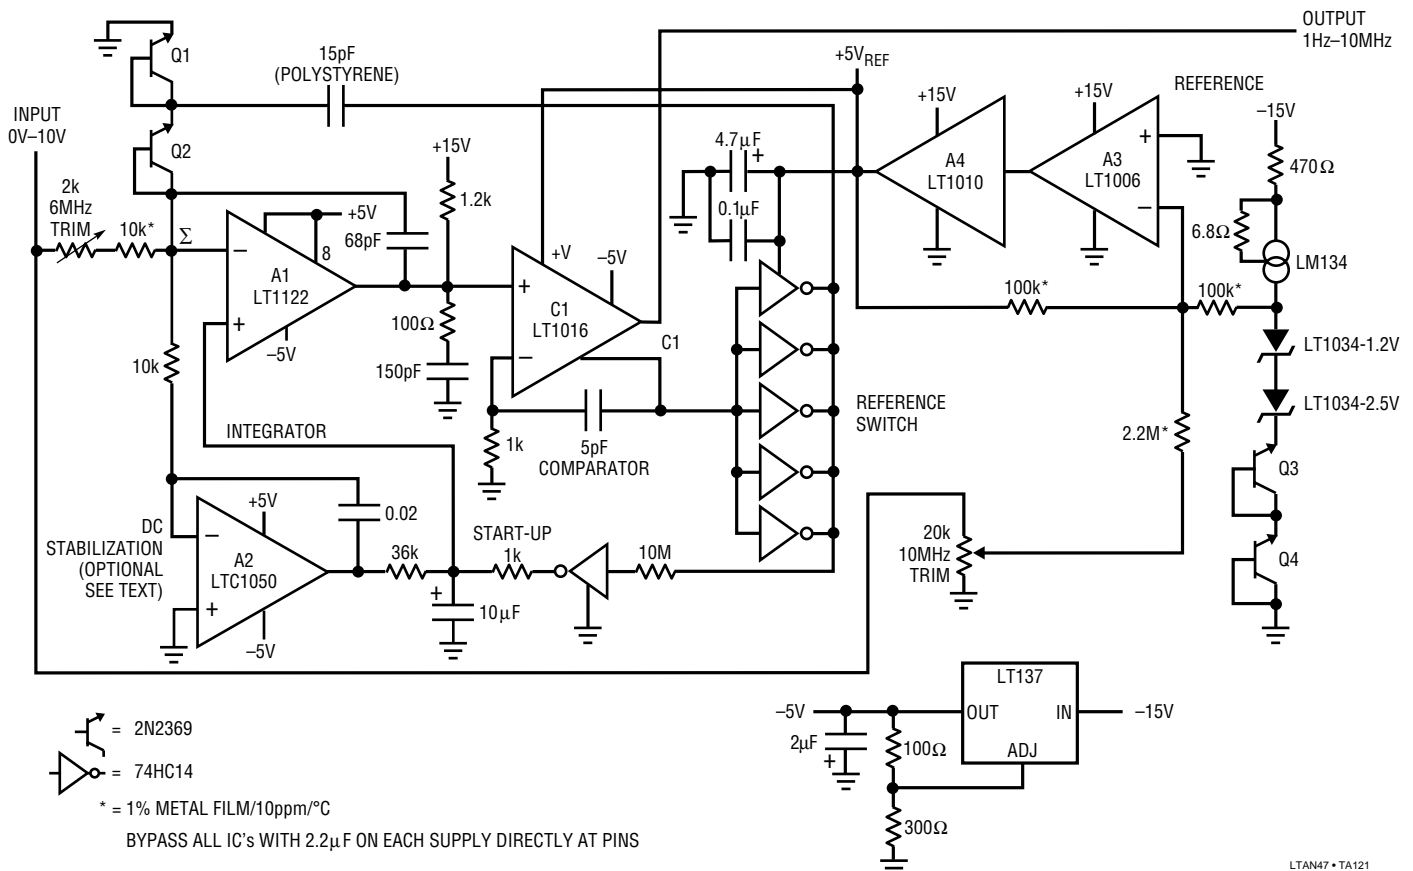 OUTPUT
1Hz–10MHz
Q1
15pF
(POLYSTYRENE)
+5VREF
REFERENCE
INPUT
0V–10V
Q2
+15V
4.7µF
+
+15V
A4
LT1010
+15V
A3
LT1006
+
–
–15V
470Ω
2k
6MHz
TRIM
10k*
Σ
–
+
A1
LT1122
+5V
8
–5V
68pF
1.2k
0.1µF
6.8Ω
LM134
+V
–5V
+
–
C1
LT1016
C1
100Ω
150pF
100k*
100k*
LT1034-1.2V
LT1034-2.5V
10k
INTEGRATOR
1k
5pF
COMPARATOR
REFERENCE
SWITCH
2.2M*
Q3
DC
STABILIZATION
(OPTIONAL
SEE TEXT)
+5V
–
+
A2
LTC1050
–5V
0.02
36k
START-UP
1k
10M
+
10µF
20k
10MHz
TRIM
Q4
LT137
OUT
IN
ADJ
–5V
–15V
2µF
+
100Ω
300Ω
= 2N2369
= 74HC14
* = 1% METAL FILM/10ppm/°C
BYPASS ALL IC's WITH 2.2µF ON EACH SUPPLY DIRECTLY AT PINS
LTAN47 • TA121